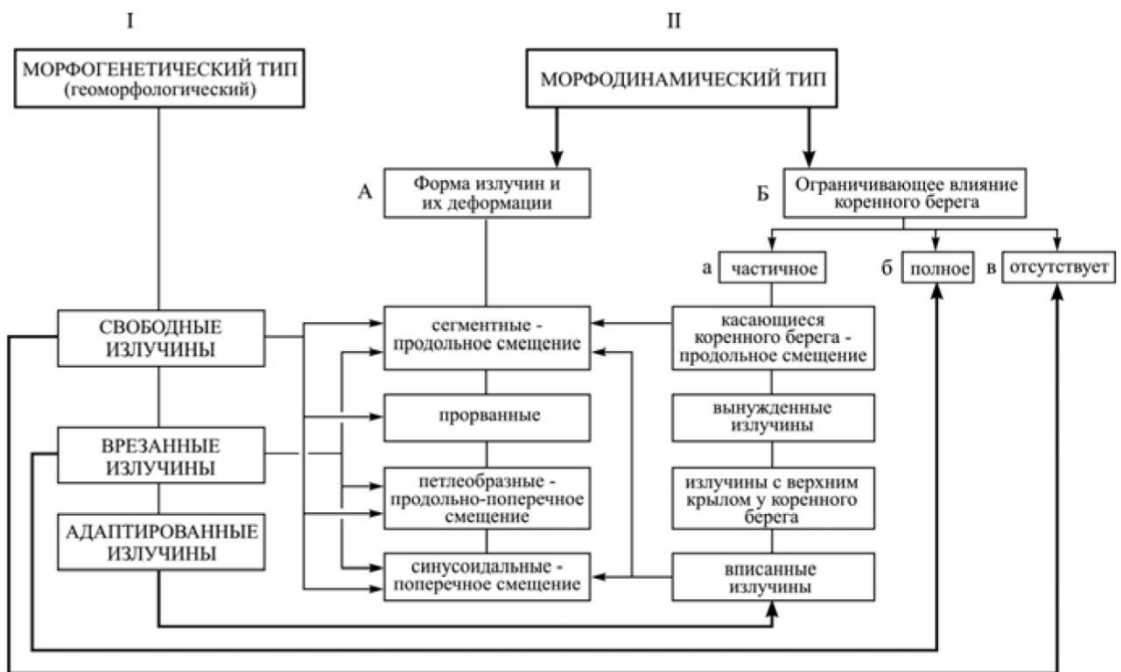 I
II
МОРФОГЕНЕТИЧЕСКИЙ ТИП
(геоморфологический)
МОРФОДИНАМИЧЕСКИЙ ТИП
А
Форма излучин и
их деформации
Б
Ограничивающее влияние
коренного берега
а
частичное
б
полное
в
отсутствует
СВОБОДНЫЕ
ИЗЛУЧИНЫ
сегментные -
продольное смещение
касающиеся
коренного берега -
продольное смещение
прорванные
вынужденные
излучины
ВРЕЗАННЫЕ
ИЗЛУЧИНЫ
петлеобразные -
продольно-поперечное
смещение
излучины с верхним
крылом у коренного
берега
АДАПТИРОВАННЫЕ
ИЗЛУЧИНЫ
синусоидальные -
поперечное смещение
вписанные
излучины